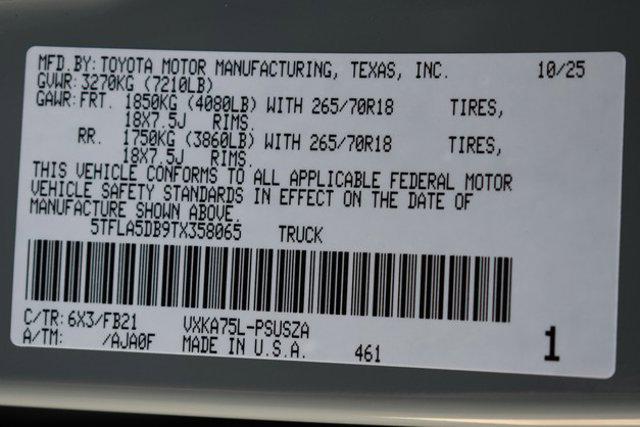 MFD.BY: TOYOTA MOTOR MANUFACTURING, TEXAS, INC. 10/25
GVWR: 3270KG (7210LB)
GAWR: FRT. 1850KG (4080LB) WITH 265/70R18 TIRES,
18X7.5J RIMS.
RR. 1750KG (3860LB) WITH 265/70R18 TIRES,
18X7.5J RIMS.
THIS VEHICLE CONFORMS TO ALL APPLICABLE FEDERAL MOTOR
VEHICLE SAFETY STANDARDS IN EFFECT ON THE DATE OF
MANUFACTURE SHOWN ABOVE.
5TFLA5DB9TX358065 TRUCK
C/TR: 6X3/FB21 VXKA75L-PSUSZA
A/TM: /AJA0F MADE IN U.S.A. 461 1